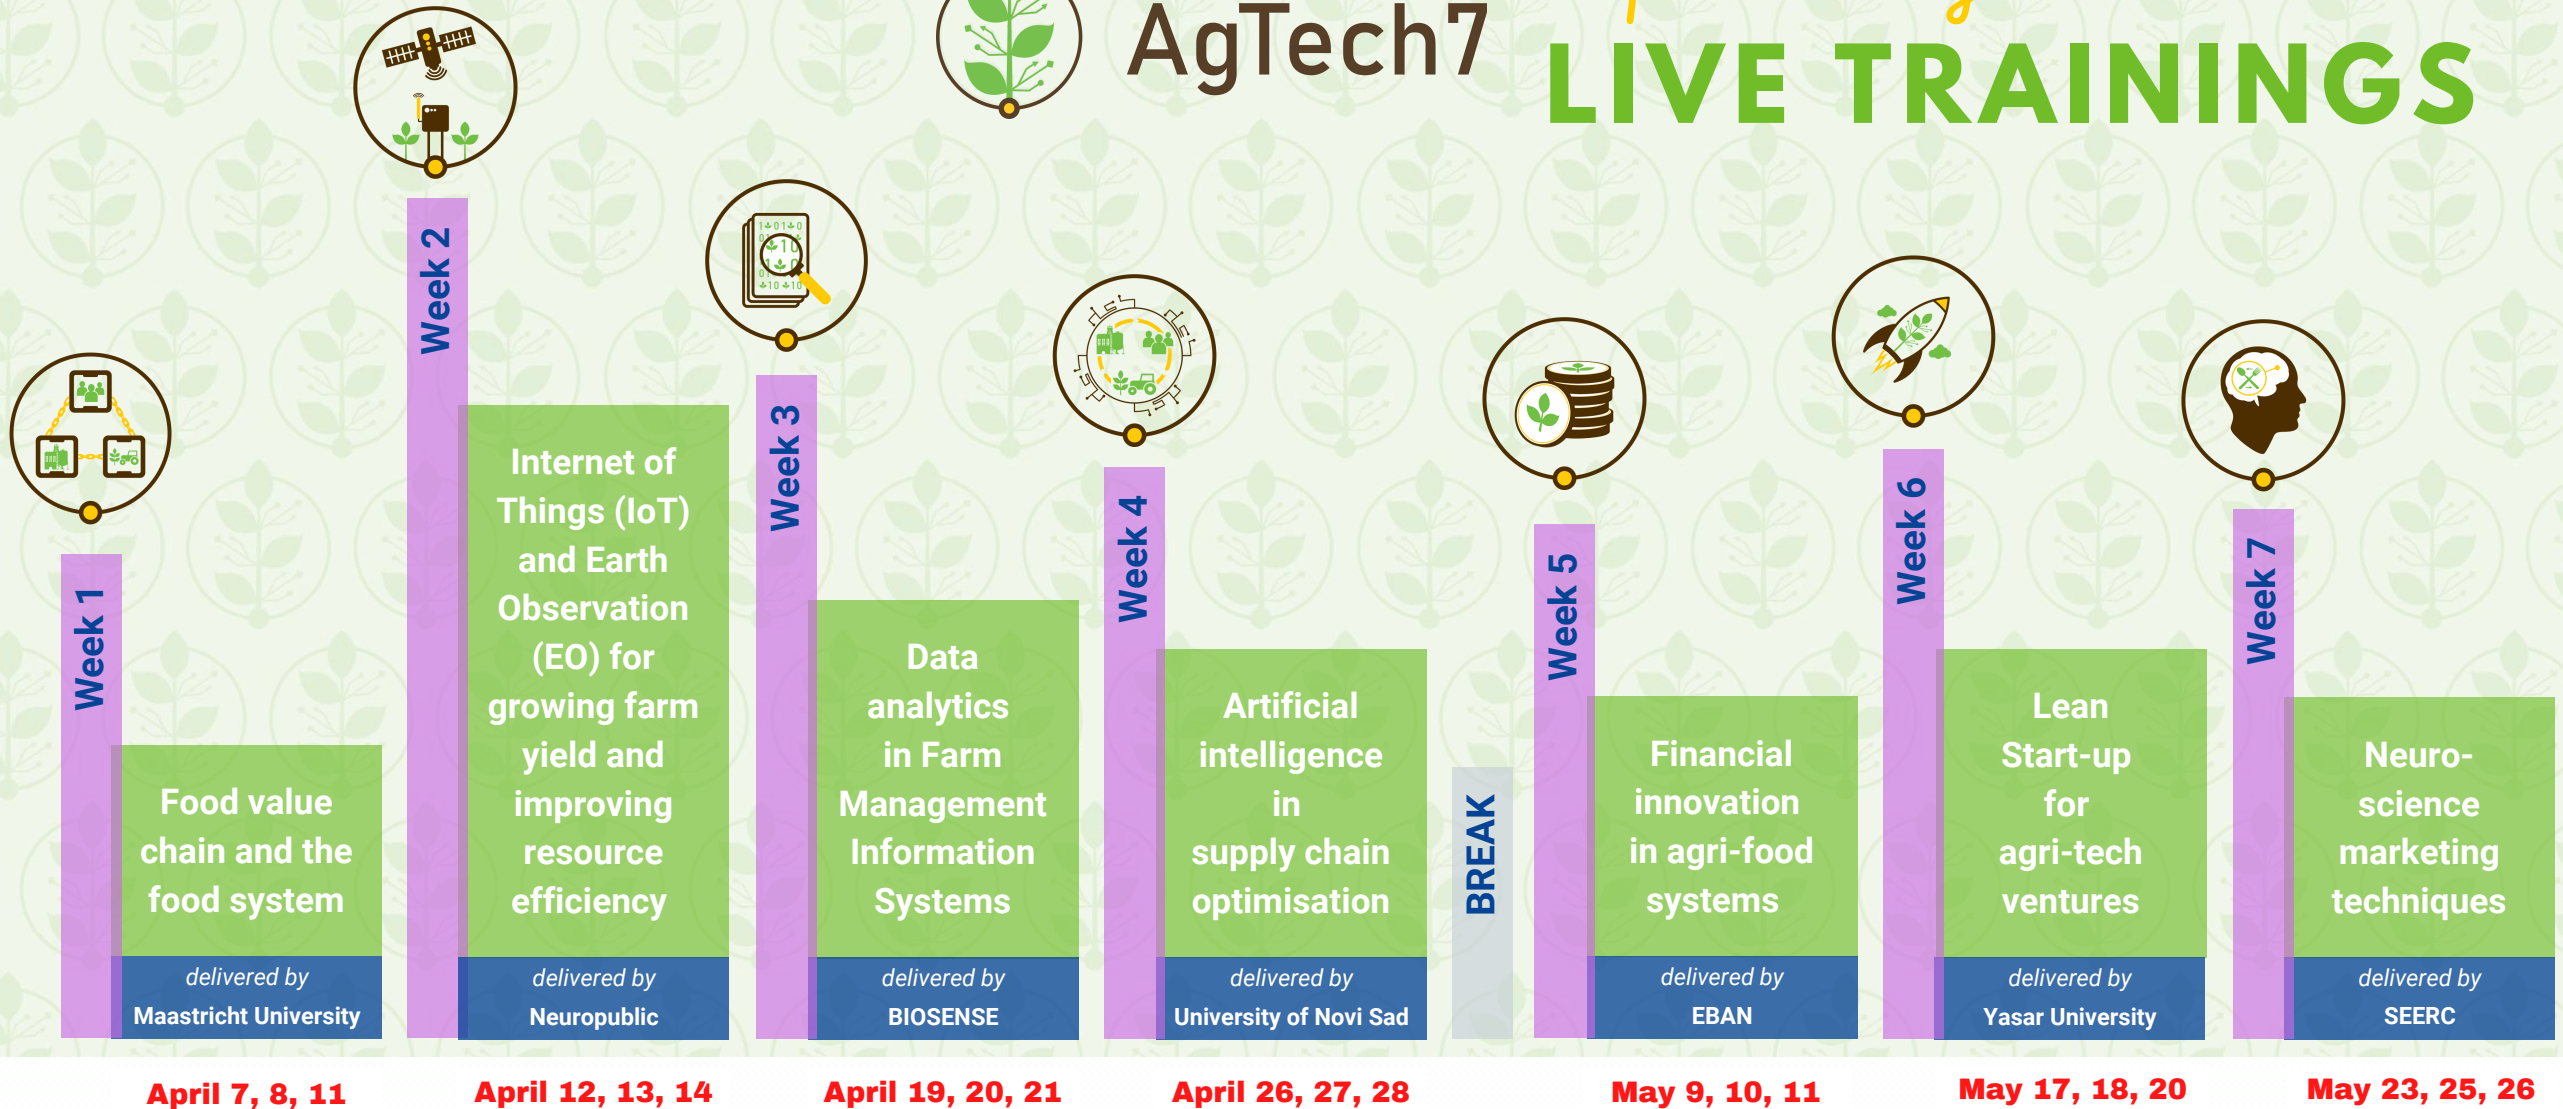 AgTech7
LIVE TRAININGS
Week 1
Food value
chain and the
food system
delivered by
Maastricht University
April 7, 8, 11
Week 2
Internet of
Things (IoT)
and Earth
Observation
(EO) for
growing farm
yield and
improving
resource
efficiency
delivered by
Neuropublic
April 12, 13, 14
Week 3
Data
analytics
in Farm
Management
Information
Systems
delivered by
BIOSENSE
April 19, 20, 21
Week 4
Artificial
intelligence
in
supply chain
optimisation
delivered by
University of Novi Sad
April 26, 27, 28
BREAK
Week 5
Financial
innovation
in agri-food
systems
delivered by
EBAN
May 9, 10, 11
Week 6
Lean
Start-up
for
agri-tech
ventures
delivered by
Yasar University
May 17, 18, 20
Week 7
Neuro-
science
marketing
techniques
delivered by
SEERC
May 23, 25, 26